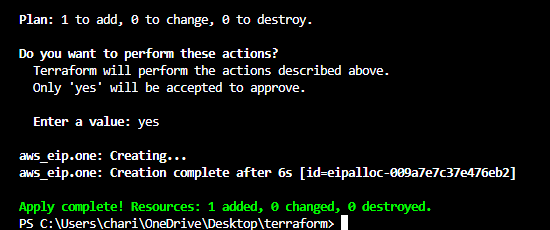 Plan: 1 to add, 0 to change, 0 to destroy.
Do you want to perform these actions?
Terraform will perform the actions described above.
Only 'yes' will be accepted to approve.
Enter a value: yes
aws_eip.one: Creating...
aws_eip.one: Creation complete after 6s [id=eipalloc-009a7e7c37e476eb2]
Apply complete! Resources: 1 added, 0 changed, 0 destroyed.
PS C:\Users\chari\OneDrive\Desktop\terraform>